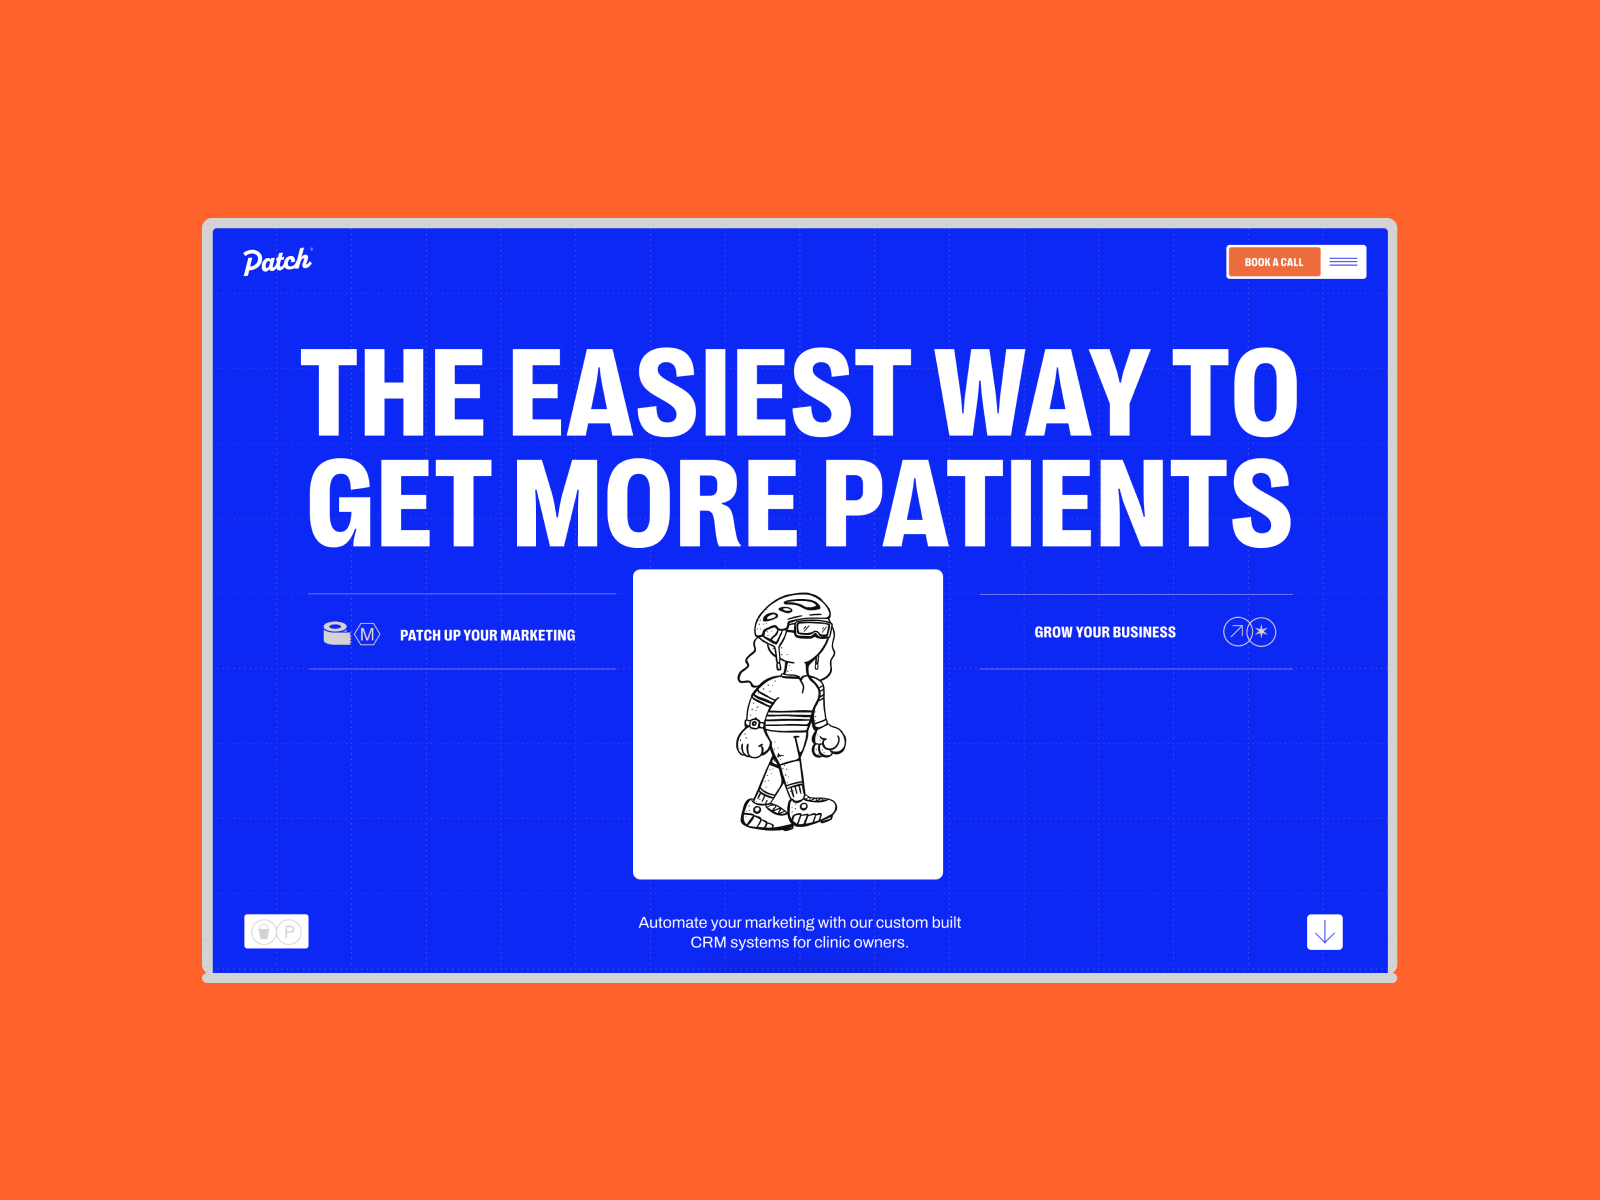 Patch®
BOOK A CALL
THE EASIEST WAY TO
GET MORE PATIENTS
M
PATCH UP YOUR MARKETING
GROW YOUR BUSINESS
P
Automate your marketing with our custom built
CRM systems for clinic owners.